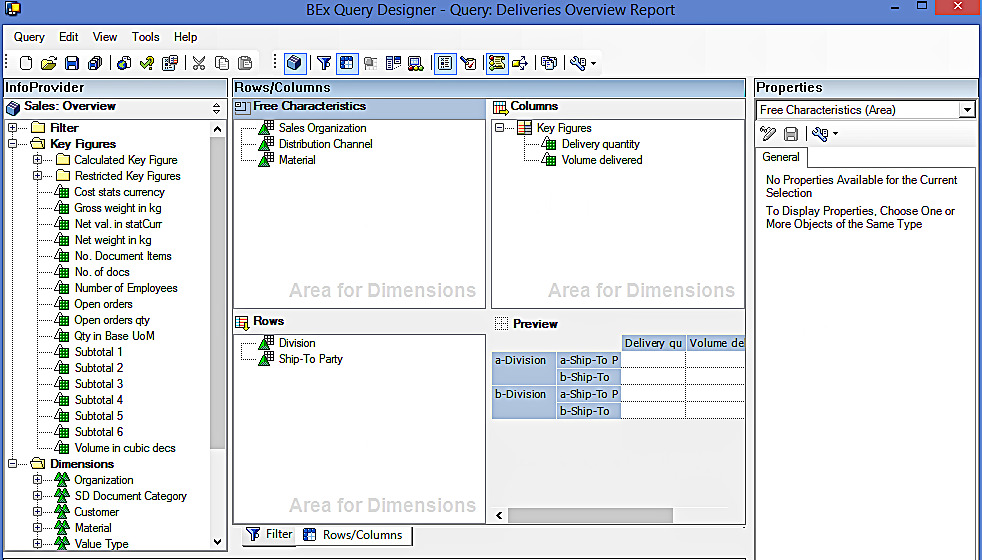 BEx Query Designer - Query: Deliveries Overview Report
Query Edit View Tools Help
InfoProvider
Sales: Overview
Filter
Key Figures
Calculated Key Figure
Restricted Key Figures
Cost stats currency
Gross weight in kg
Net val. in statCurr
Net weight in kg
No. Document Items
No. of docs
Number of Employees
Open orders
Open orders qty
Qty in Base UoM
Subtotal 1
Subtotal 2
Subtotal 3
Subtotal 4
Subtotal 5
Subtotal 6
Volume in cubic decs
Dimensions
Organization
SD Document Category
Customer
Material
Value Type
Rows/Columns
Free Characteristics
Sales Organization
Distribution Channel
Material
Area for Dimensions
Columns
Key Figures
Delivery quantity
Volume delivered
Area for Dimensions
Rows
Division
Ship-To Party
Area for Dimensions
Preview
Delivery qu Volume del
a-Division a-Ship-To P
b-Ship-To
b-Division a-Ship-To P
b-Ship-To
Filter Rows/Columns
Properties
Free Characteristics (Area)
General
No Properties Available for the Current
Selection
To Display Properties, Choose One or
More Objects of the Same Type